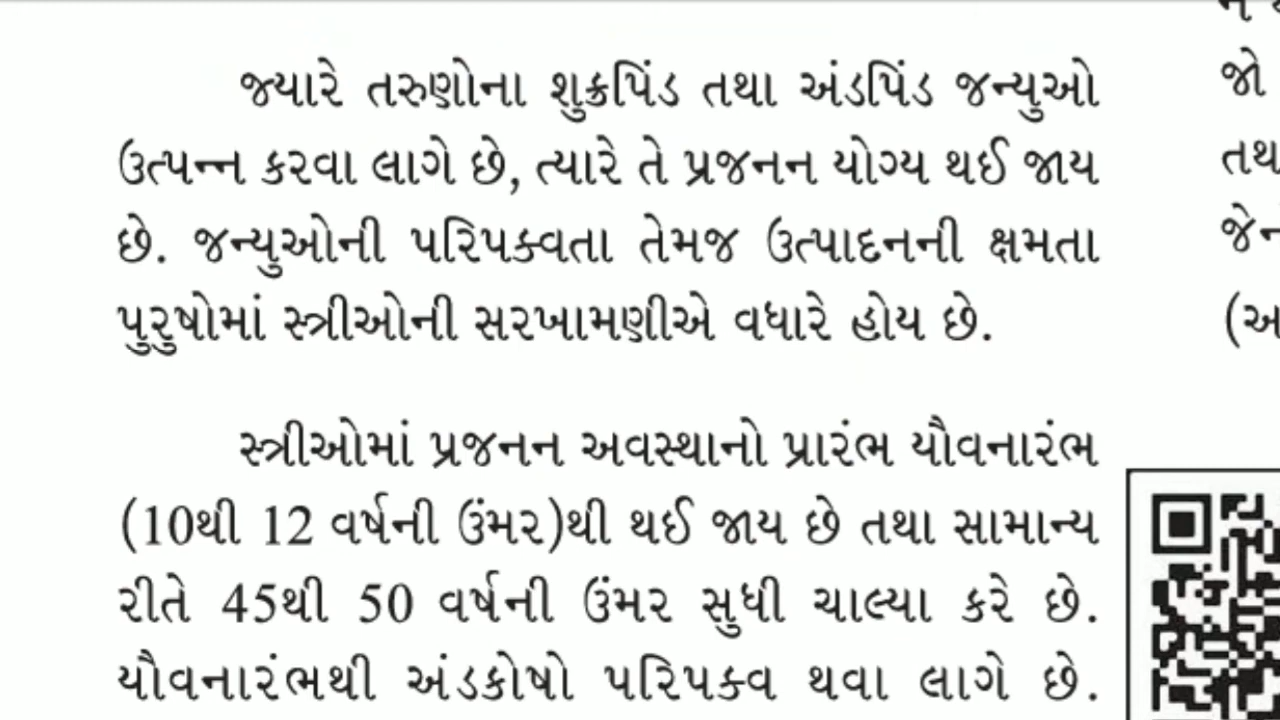 જ્યારે તરુણોના શુક્રપિંડ તથા અંડપિંડ જન્યુઓ
ઉત્પન્ન કરવા લાગે છે, ત્યારે તે પ્રજનન યોગ્ય થઈ જાય
છે. જન્યુઓની પરિપક્વતા તેમજ ઉત્પાદનની ક્ષમતા
પુરુષોમાં સ્ત્રીઓની સરખામણીએ વધારે હોય છે.
સ્ત્રીઓમાં પ્રજનન અવસ્થાનો પ્રારંભ યૌવનારંભ
(10થી 12 વર્ષની ઉંમર)થી થઈ જાય છે તથા સામાન્ય
રીતે 45થી 50 વર્ષની ઉંમર સુધી ચાલ્યા કરે છે.
યૌવનારંભથી અંડકોષો પરિપક્વ થવા લાગે છે.
જો